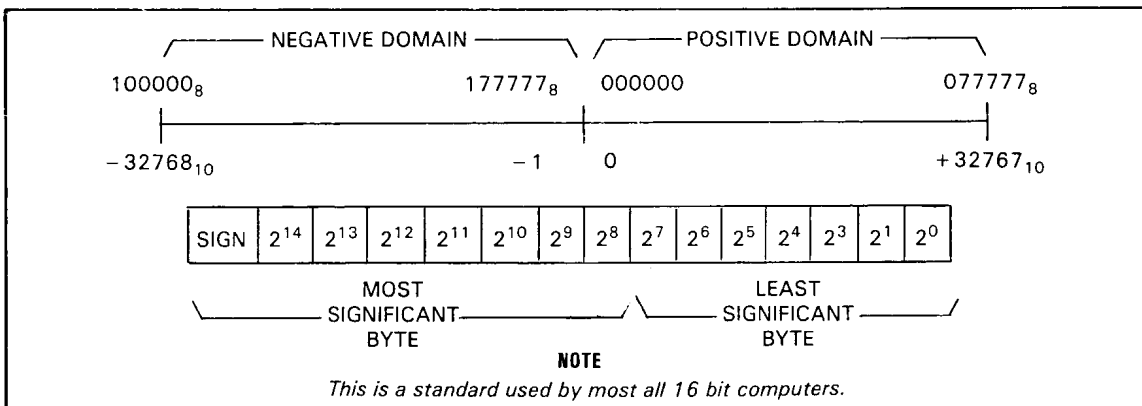 NEGATIVE DOMAIN POSITIVE DOMAIN
100000₈ 177777₈ 000000 077777₈
−32768₁₀ −1 0 +32767₁₀
SIGN 2¹⁴ 2¹³ 2¹² 2¹¹ 2¹⁰ 2⁹ 2⁸ 2⁷ 2⁶ 2⁵ 2⁴ 2³ 2¹ 2⁰
MOST LEAST
SIGNIFICANT SIGNIFICANT
BYTE BYTE
NOTE
This is a standard used by most all 16 bit computers.